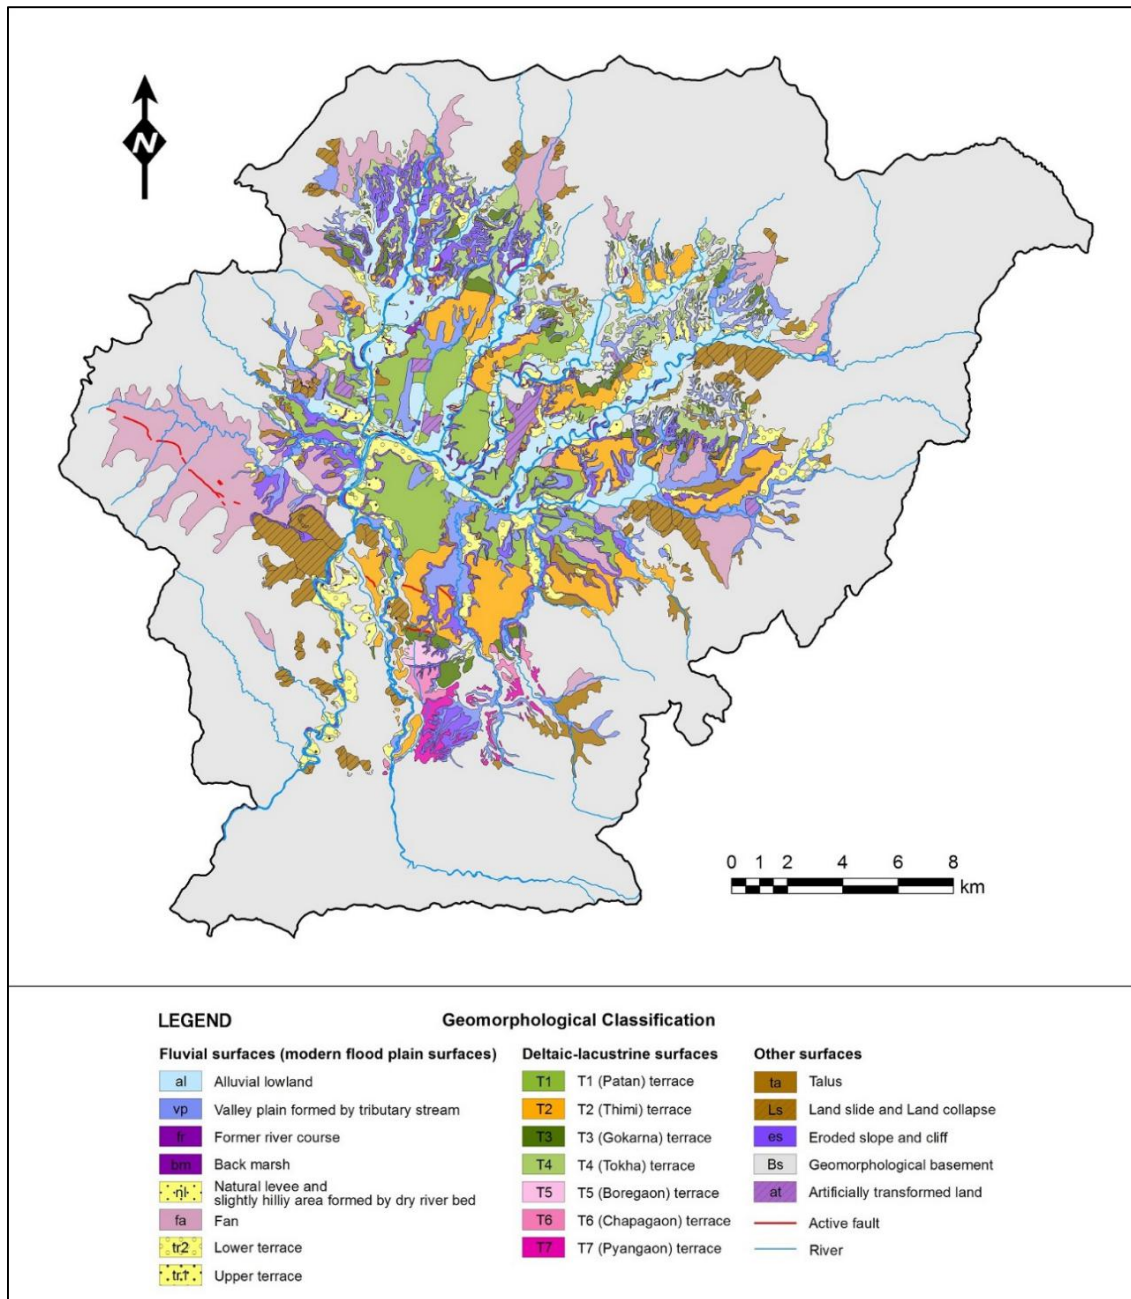 N
0 1 2 4 6 8
km
LEGEND
Geomorphological Classification
Fluvial surfaces (modern flood plain surfaces)
al Alluvial lowland
vp Valley plain formed by tributary stream
fr Former river course
bm Back marsh
nl Natural levee and
slightly hilliy area formed by dry river bed
fa Fan
tr2 Lower terrace
tr1 Upper terrace
Deltaic-lacustrine surfaces
T1 T1 (Patan) terrace
T2 T2 (Thimi) terrace
T3 T3 (Gokarna) terrace
T4 T4 (Tokha) terrace
T5 T5 (Boregaon) terrace
T6 T6 (Chapagaon) terrace
T7 T7 (Pyangaon) terrace
Other surfaces
ta Talus
Ls Land slide and Land collapse
es Eroded slope and cliff
Bs Geomorphological basement
at Artificially transformed land
Active fault
River